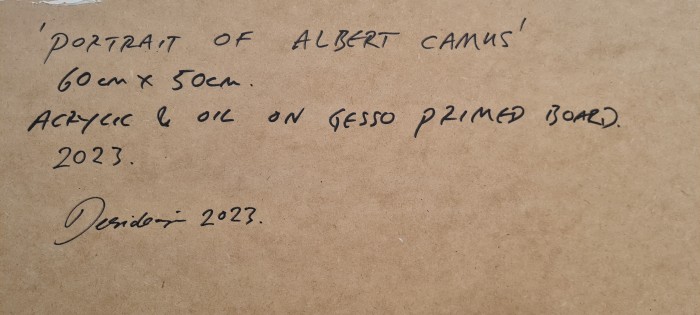 'PORTRAIT OF ALBERT CAMUS'
60cm x 50cm.
ACRYLIC & OIL ON GESSO PRIMED BOARD.
2023.
2023.